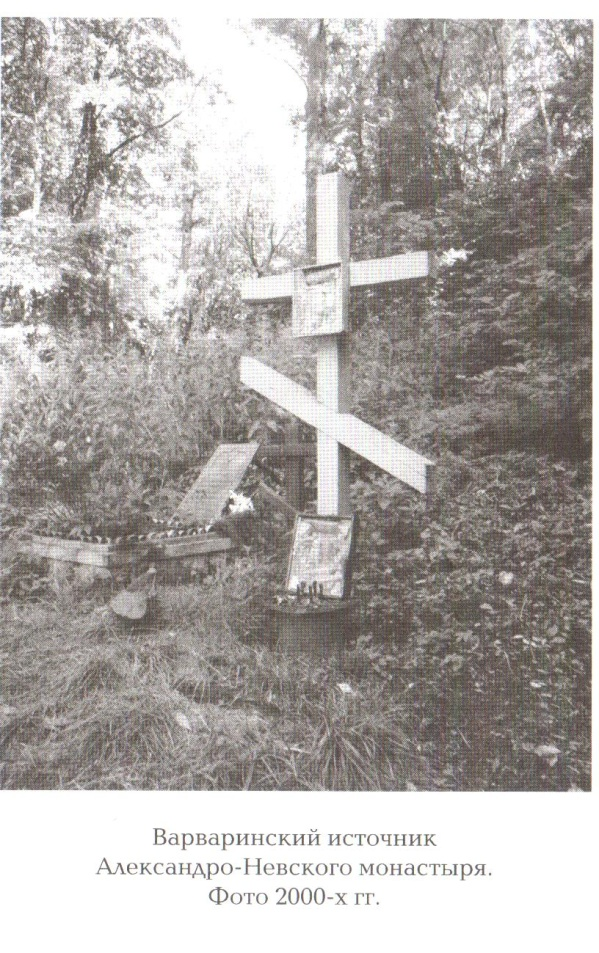 Варваринский источник
Александро-Невского монастыря.
Фото 2000-х гг.